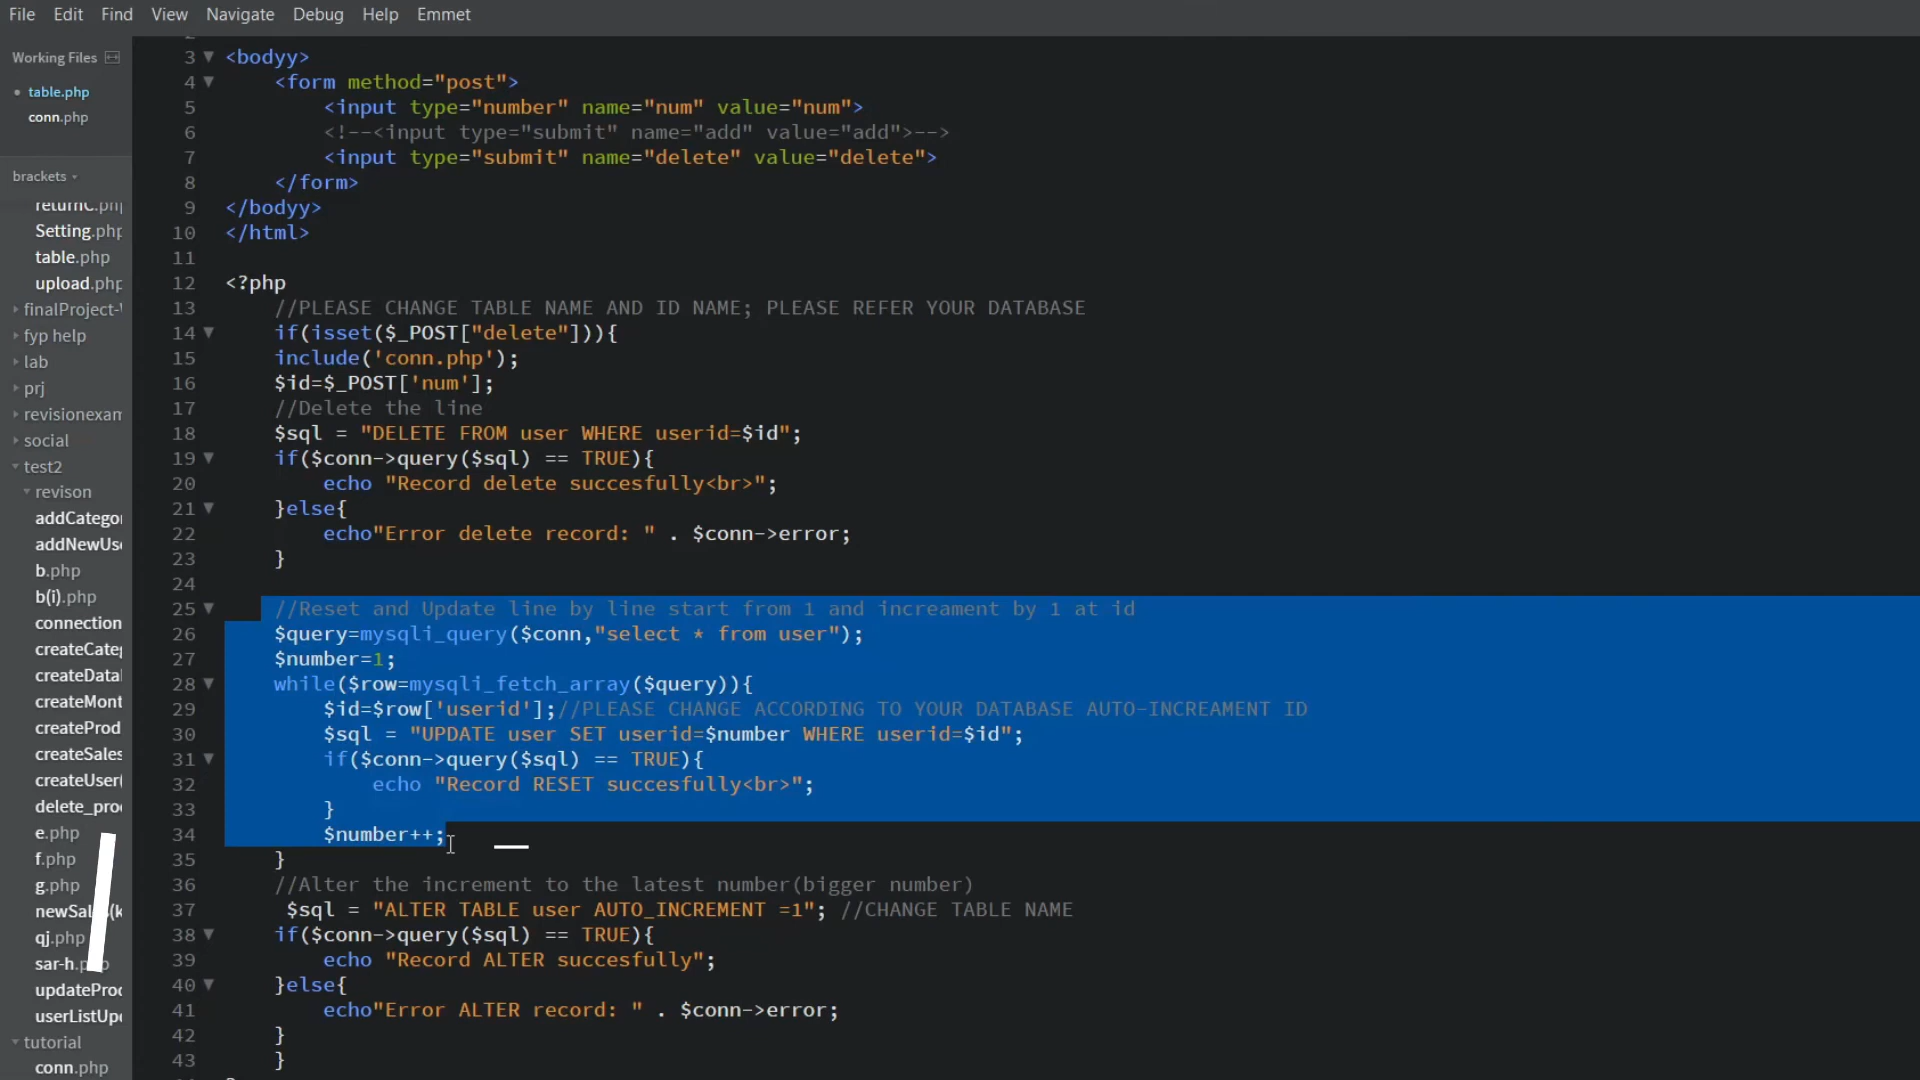 File Edit Find View Navigate Debug Help Emmet
Working Files
table.php
conn.php
brackets
Setting.php
table.php
upload.php
finalProject-
fyp help
lab
prj
revisionexam
social
test2
revison
addCatego
addNewUs
b.php
b(i).php
connection
createCate
createData
createMont
createProd
createSales
createUser(
delete_pro
e.php
f.php
g.php
qj.php
updateProd
userListUp
tutorial
conn.php
3 <bodyy>
4 <form method="post">
5 <input type="number" name="num" value="num">
6 <!--<input type="submit" name="add" value="add">-->
7 <input type="submit" name="delete" value="delete">
8 </form>
9 </bodyy>
10 </html>
11
12 <?php
13 //PLEASE CHANGE TABLE NAME AND ID NAME; PLEASE REFER YOUR DATABASE
14 if(isset($_POST["delete"])){
15 include('conn.php');
16 $id=$_POST['num'];
17 //Delete the line
18 $sql = "DELETE FROM user WHERE userid=$id";
19 if($conn->query($sql) == TRUE){
20 echo "Record delete succesfully<br>";
21 }else{
22 echo"Error delete record: " . $conn->error;
23 }
24
25 //Reset and Update line by line start from 1 and increament by 1 at id
26 $query=mysqli_query($conn,"select * from user");
27 $number=1;
28 while($row=mysqli_fetch_array($query)){
29 $id=$row['userid'];//PLEASE CHANGE ACCORDING TO YOUR DATABASE AUTO-INCREAMENT ID
30 $sql = "UPDATE user SET userid=$number WHERE userid=$id";
31 if($conn->query($sql) == TRUE){
32 echo "Record RESET succesfully<br>";
33 }
34 $number++;
35 }
36 //Alter the increment to the latest number(bigger number)
37 $sql = "ALTER TABLE user AUTO_INCREMENT =1"; //CHANGE TABLE NAME
38 if($conn->query($sql) == TRUE){
39 echo "Record ALTER succesfully";
40 }else{
41 echo"Error ALTER record: " . $conn->error;
42 }
43 }